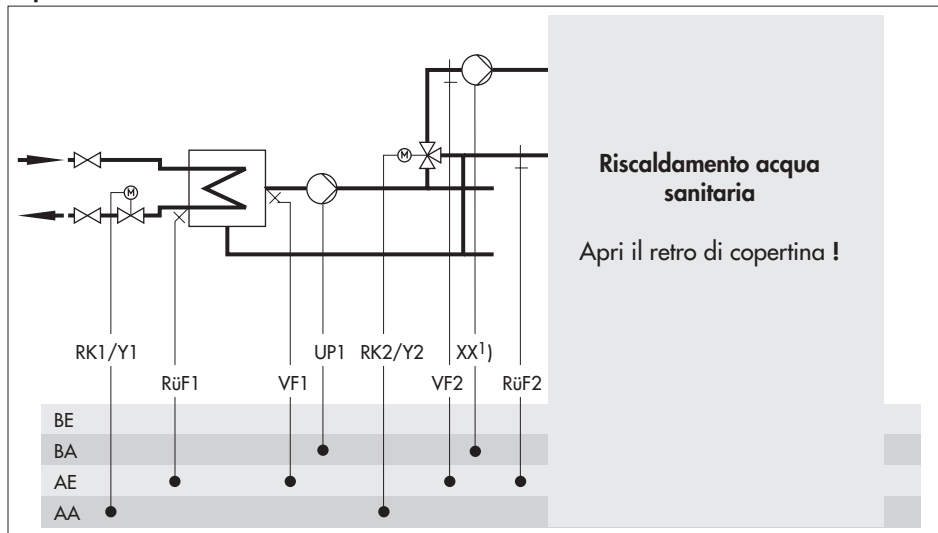 M
Riscaldamento acqua
sanitaria
M
Apri il retro di copertina !
RK1/Y1
UP1
RK2/Y2
XX1)
RüF1
VF1
VF2
RüF2
BE
BA
AE
AA